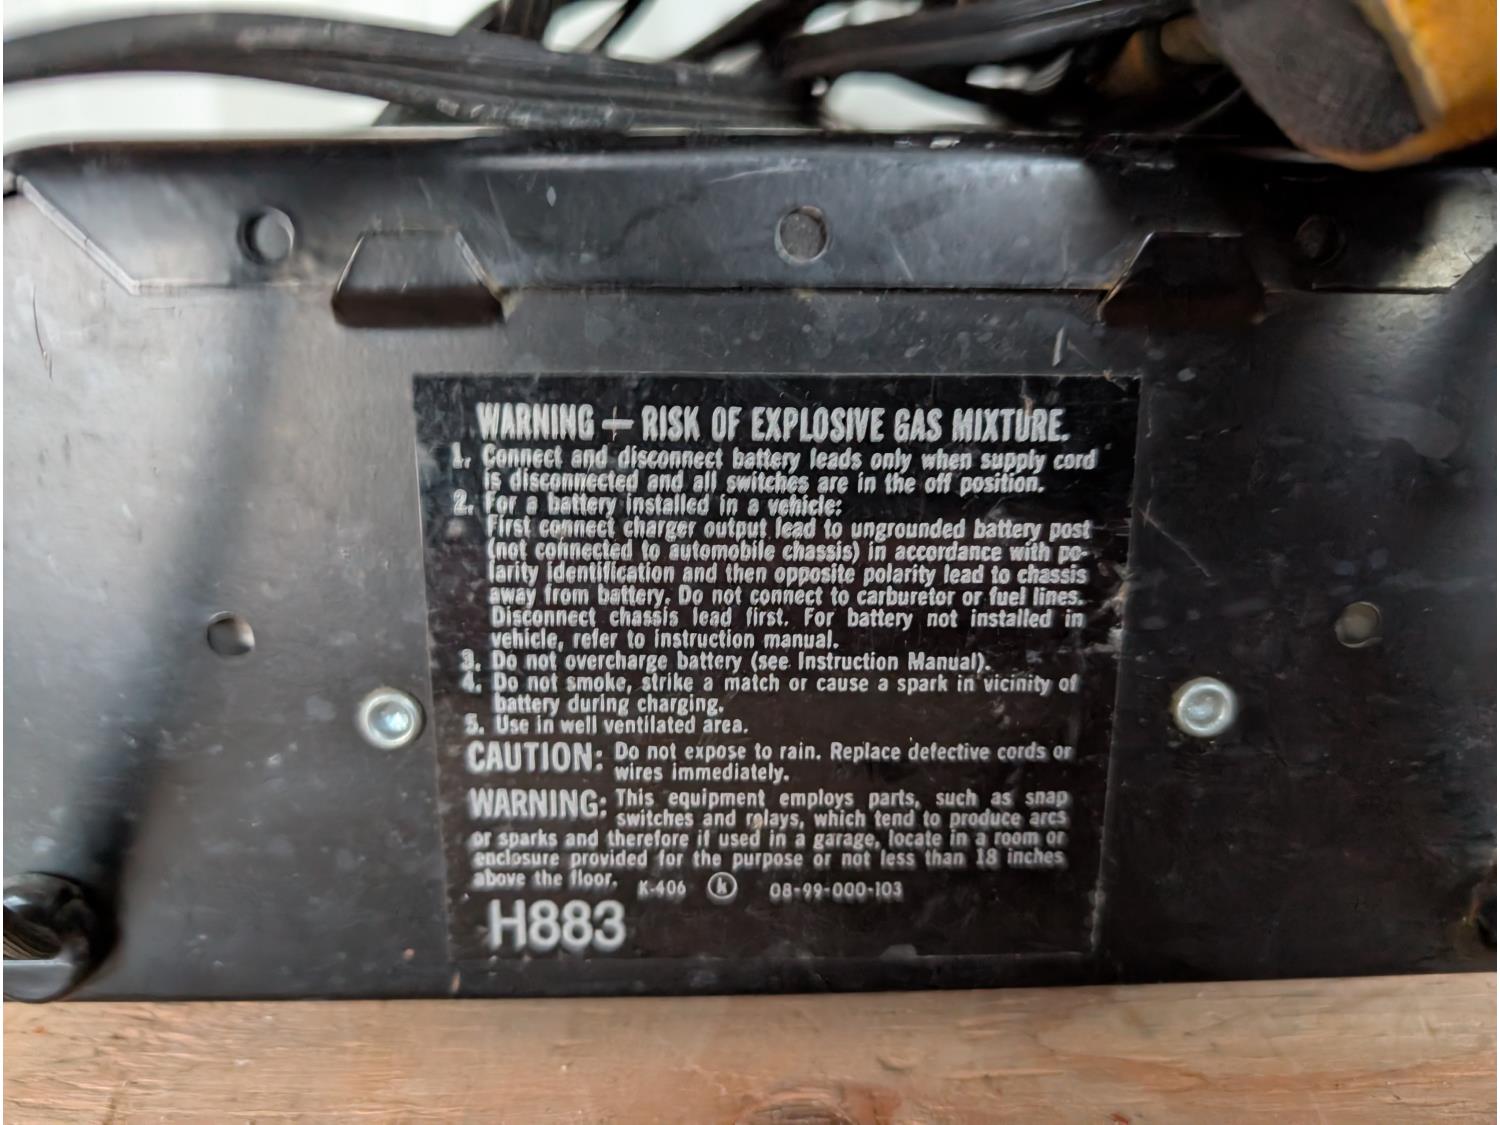 WARNING — RISK OF EXPLOSIVE GAS MIXTURE.
1. Connect and disconnect battery leads only when supply cord
is disconnected and all switches are in the off position.
2. For a battery installed in a vehicle:
First connect charger output lead to ungrounded battery post
(not connected to automobile chassis) in accordance with po-
larity identification and then opposite polarity lead to chassis
away from battery. Do not connect to carburetor or fuel lines.
Disconnect chassis lead first. For battery not installed in
vehicle, refer to instruction manual.
3. Do not overcharge battery (see Instruction Manual).
4. Do not smoke, strike a match or cause a spark in vicinity of
battery during charging.
5. Use in well ventilated area.
CAUTION: Do not expose to rain. Replace defective cords or
wires immediately.
WARNING: This equipment employs parts, such as snap
switches and relays, which tend to produce arcs
or sparks and therefore if used in a garage, locate in a room or
enclosure provided for the purpose or not less than 18 inches
above the floor. K-406 k 08-99-000-103
H883